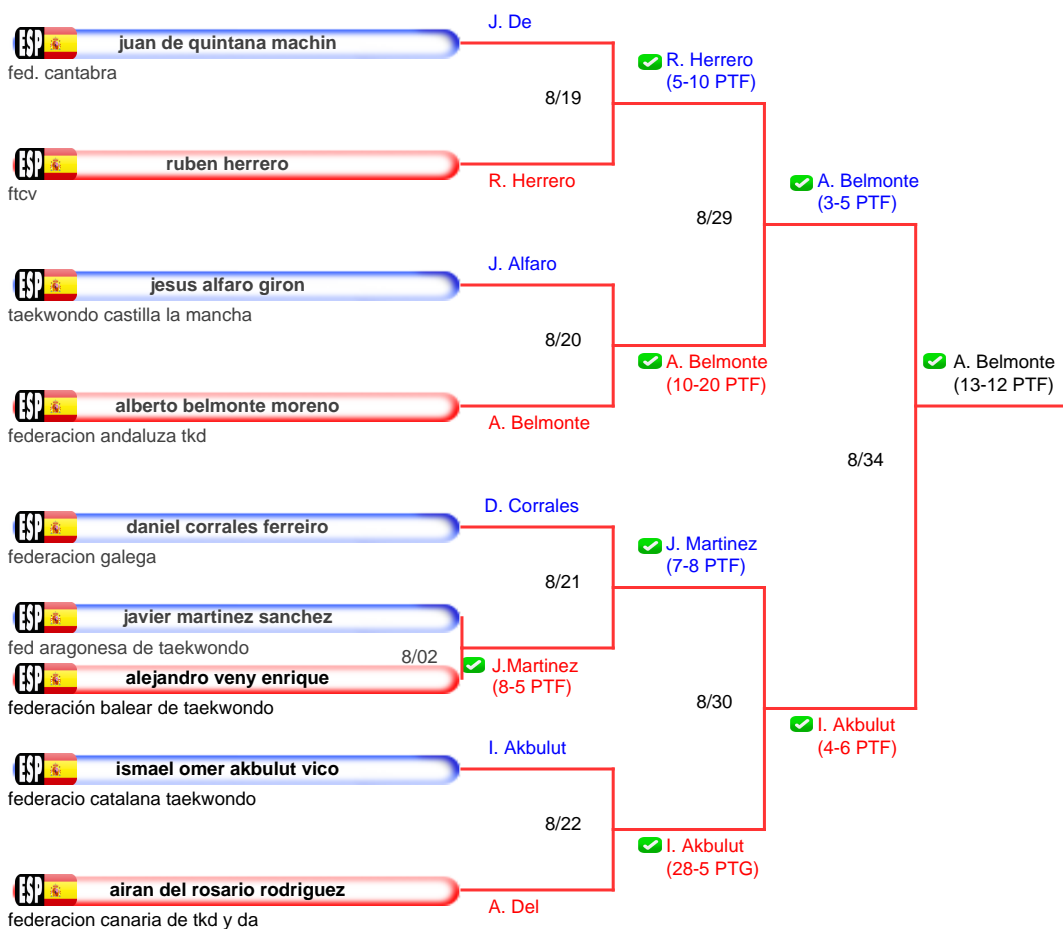 J. De
ESP juan de quintana machin
fed. cantabra
R. Herrero
(5-10 PTF)
8/19
ESP ruben herrero
ftcv
R. Herrero
A. Belmonte
(3-5 PTF)
8/29
J. Alfaro
ESP jesus alfaro giron
taekwondo castilla la mancha
8/20
A. Belmonte
(10-20 PTF)
A. Belmonte
(13-12 PTF)
ESP alberto belmonte moreno
federacion andaluza tkd
A. Belmonte
8/34
D. Corrales
ESP daniel corrales ferreiro
federacion galega
J. Martinez
(7-8 PTF)
8/21
ESP javier martinez sanchez
fed aragonesa de taekwondo
8/02
J.Martinez
(8-5 PTF)
ESP alejandro veny enrique
federación balear de taekwondo
8/30
I. Akbulut
(4-6 PTF)
I. Akbulut
ESP ismael omer akbulut vico
federacio catalana taekwondo
8/22
I. Akbulut
(28-5 PTG)
ESP airan del rosario rodriguez
federacion canaria de tkd y da
A. Del